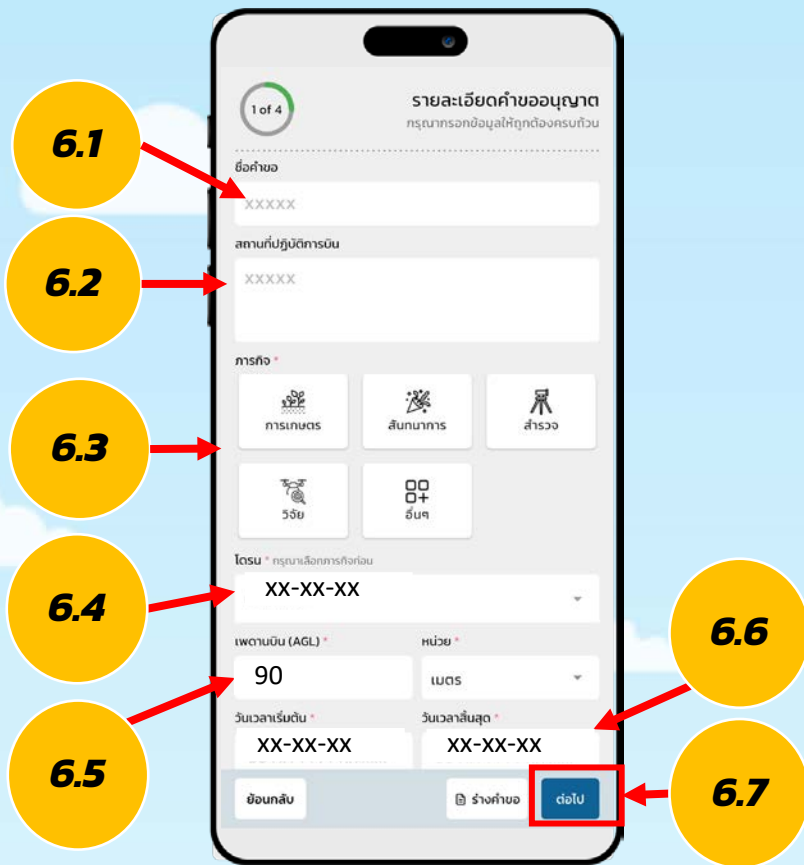 1 of 4
รายละเอียดคำขออนุญาต
กรุณากรอกข้อมูลให้ถูกต้องครบถ้วน
6.1
ชื่อคำขอ
xxxxx
สถานที่ปฏิบัติการบิน
6.2
xxxxx
ภารกิจ *
การเกษตร
สันทนาการ
สำรวจ
6.3
วิจัย
อื่นๆ
โดรน * กรุณาเลือกภารกิจก่อน
6.4
xx-xx-xx
6.6
เพดานบิน (AGL) *
หน่วย *
90
เมตร
วันเวลาเริ่มต้น *
วันเวลาสิ้นสุด *
6.5
xx-xx-xx
xx-xx-xx
ย้อนกลับ
ร่างคำขอ
ต่อไป
6.7